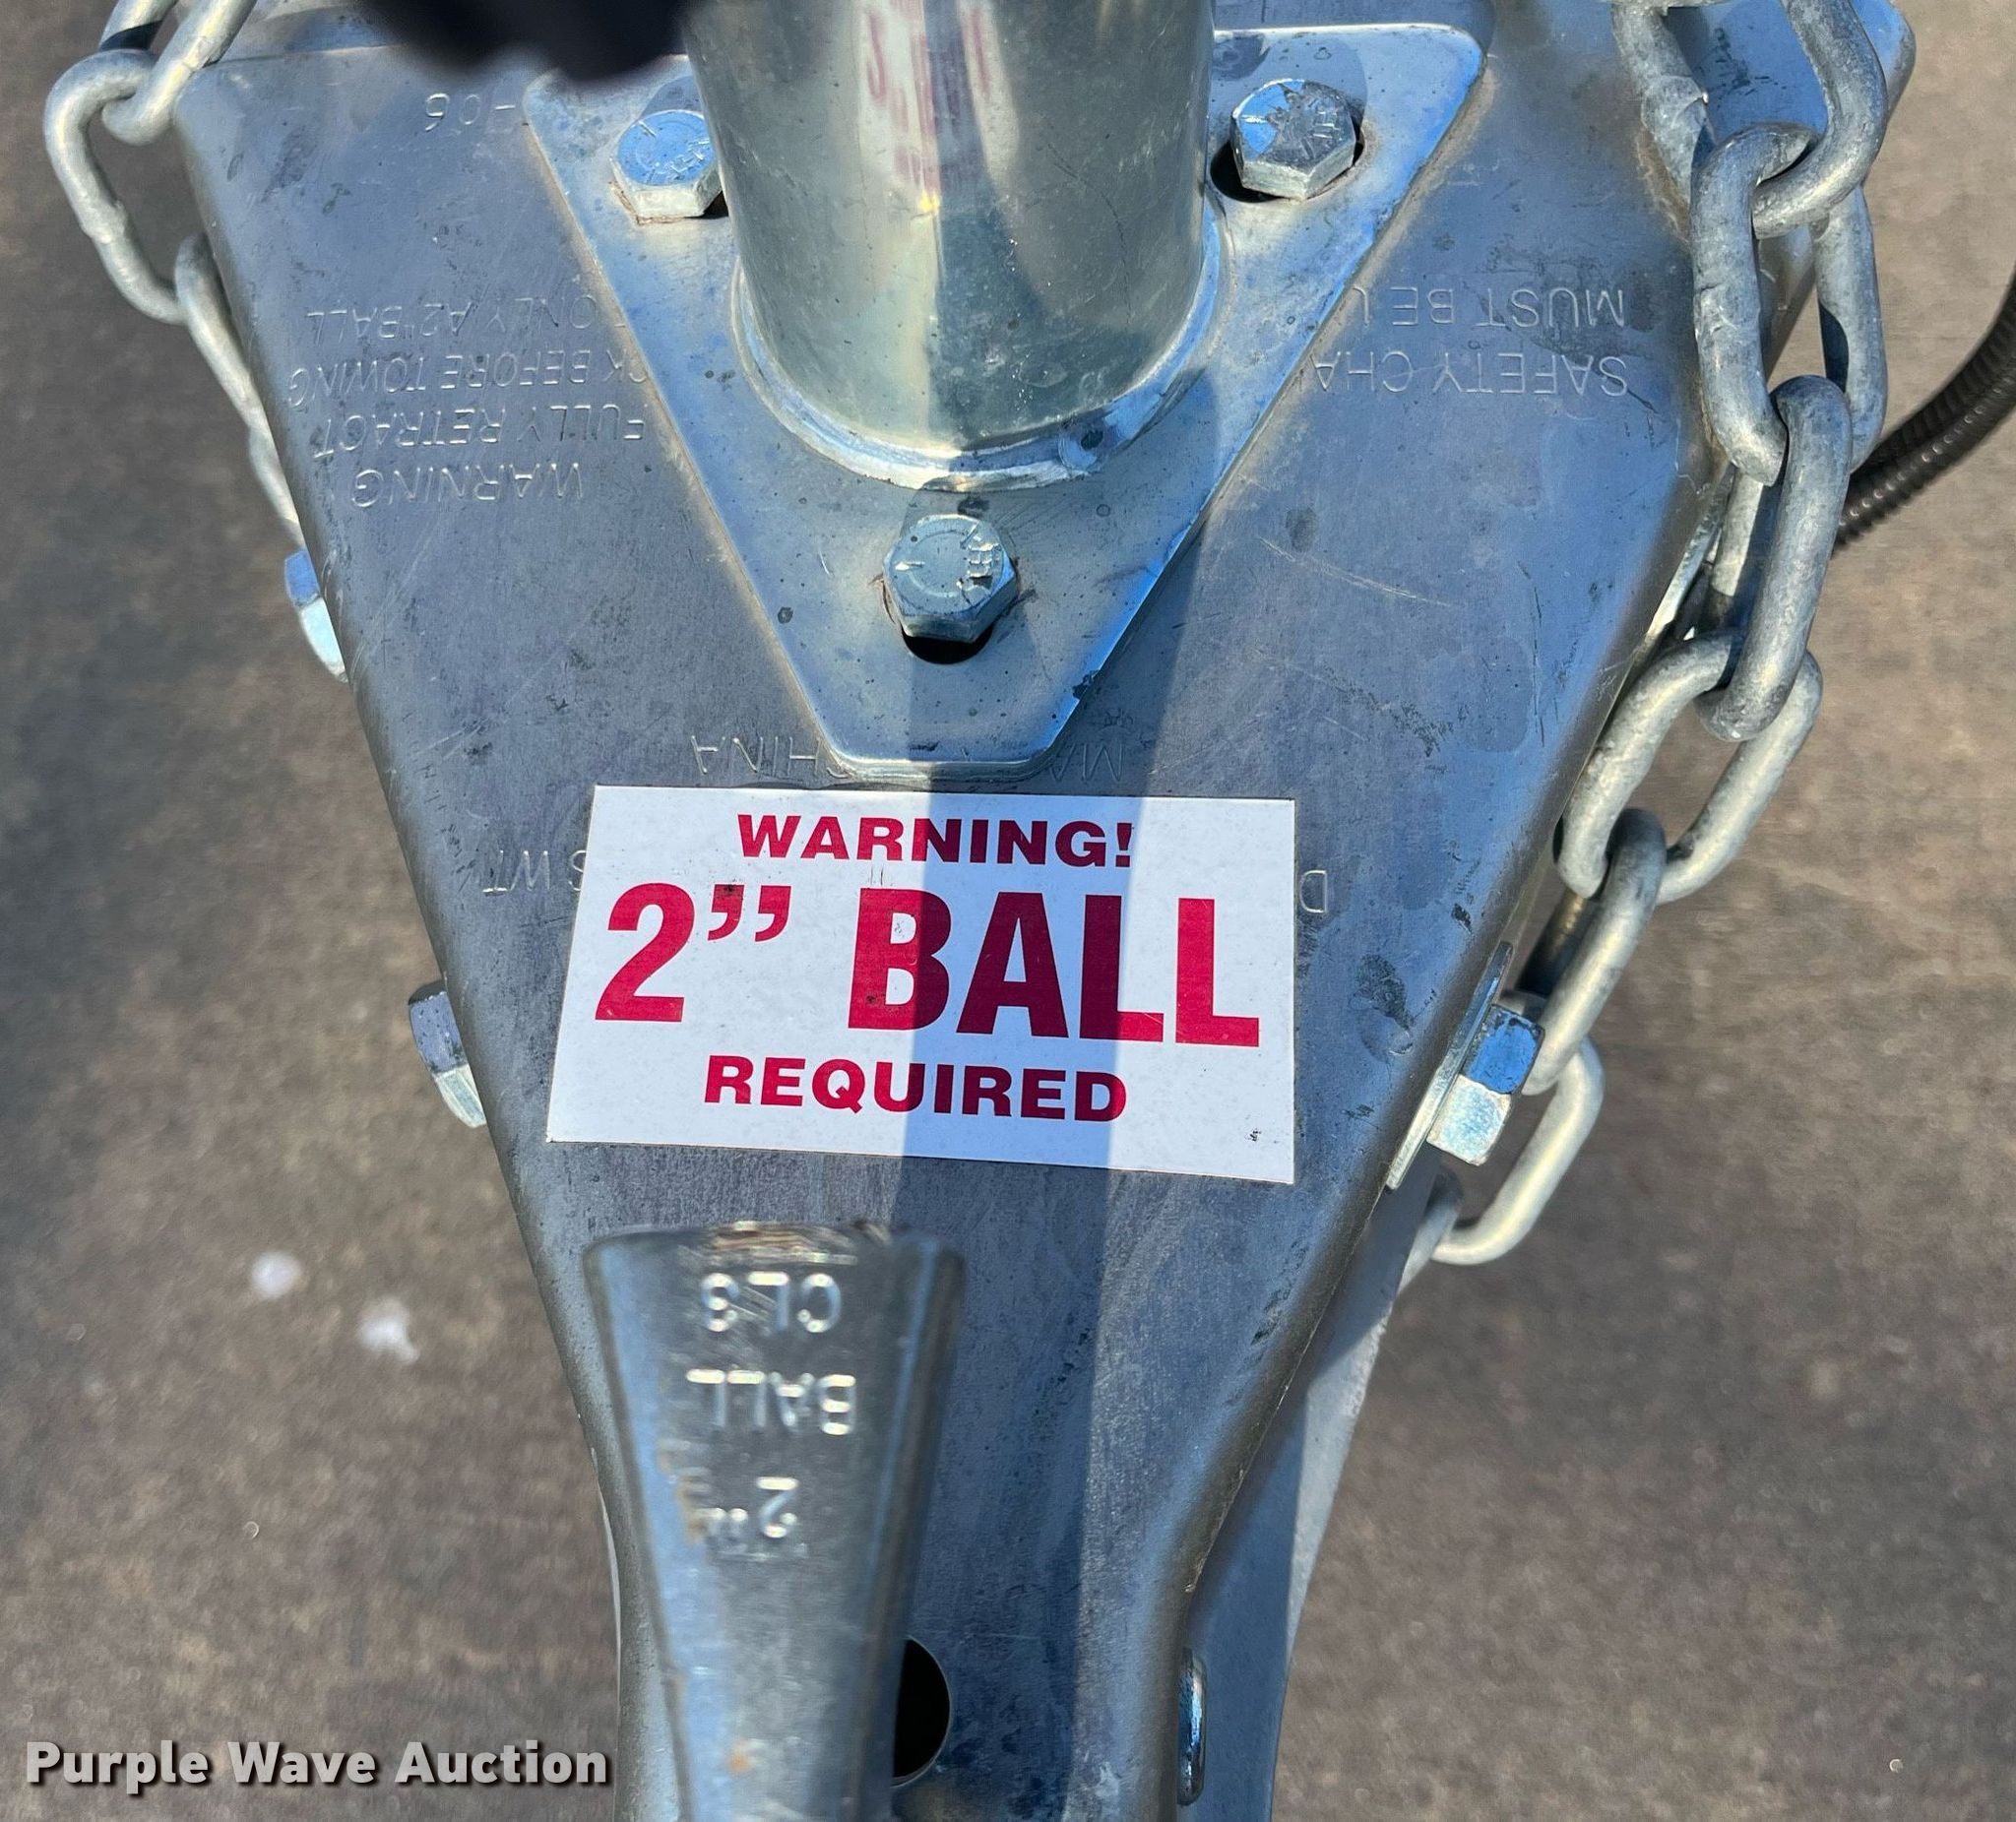 WARNING!
2” BALL
REQUIRED
WARNING
FULLY RETRACT
BEFORE TOWING
ONLY A 2" BALL
SAFETY
MUST BE
CL3
BALL
2"
Purple Wave Auction